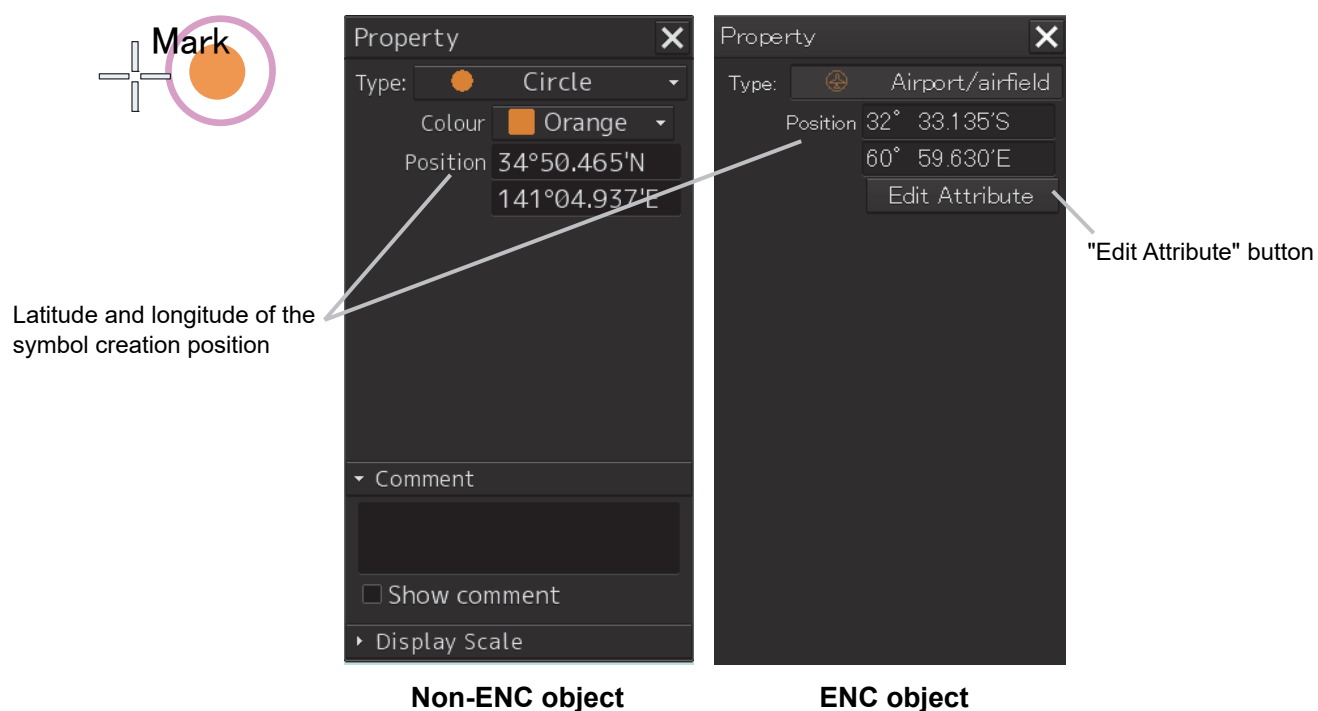 Mark
Property
Type: Circle
Colour Orange
Position 34°50.465'N
141°04.937'E
Comment
Show comment
Display Scale
Non-ENC object
Property
Type: Airport/airfield
Position 32° 33.135'S
60° 59.630'E
Edit Attribute
ENC object
"Edit Attribute" button
Latitude and longitude of the
symbol creation position